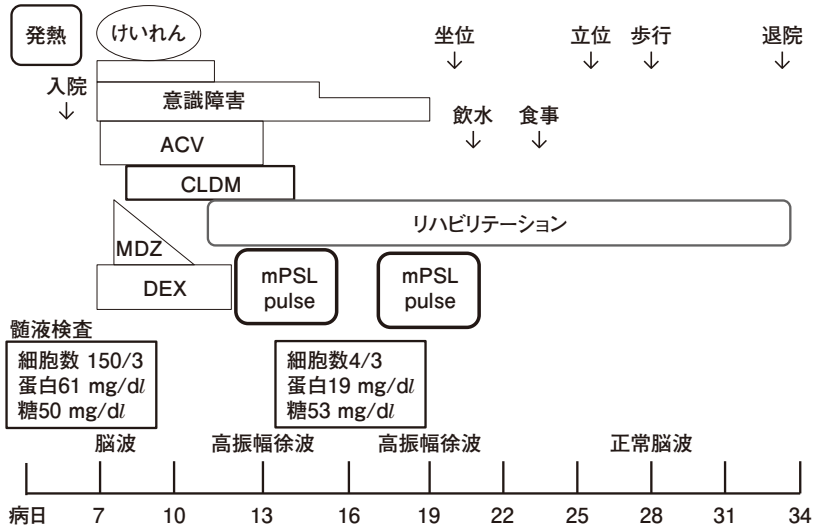 発熱
けいれん
坐位
立位
歩行
退院
入院
意識障害
飲水
食事
ACV
CLDM
リハビリテーション
MDZ
DEX
mPSL
pulse
mPSL
pulse
髄液検査
細胞数 150/3
蛋白61 mg/dl
糖50 mg/dl
細胞数4/3
蛋白19 mg/dl
糖53 mg/dl
脳波
高振幅徐波
高振幅徐波
正常脳波
病日 7 10 13 16 19 22 25 28 31 34